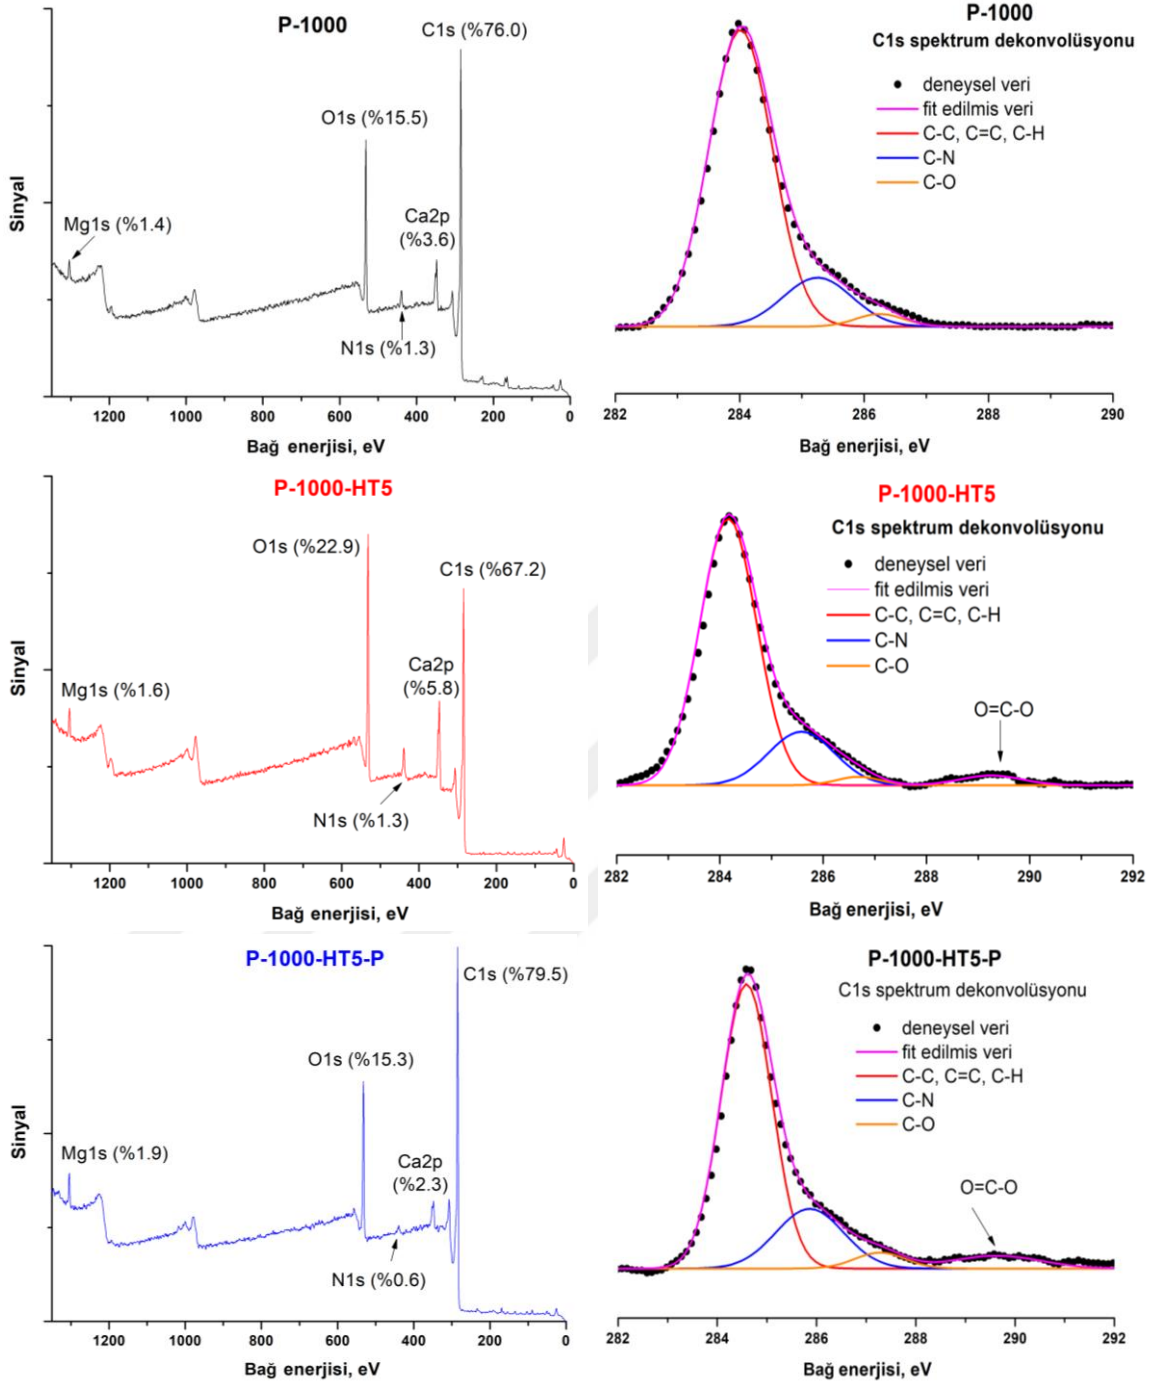 P-1000
C1s (%76.0)
O1s (%15.5)
Ca2p
(%3.6)
Mg1s (%1.4)
N1s (%1.3)
Sinyal
1200 1000 800 600 400 200 0
Bağ enerjisi, eV
P-1000
C1s spektrum dekonvolüsyonu
deneysel veri
fit edilmis veri
C-C, C=C, C-H
C-N
C-O
282 284 286 288 290
Bağ enerjisi, eV
P-1000-HT5
O1s (%22.9)
C1s (%67.2)
Ca2p
(%5.8)
Mg1s (%1.6)
N1s (%1.3)
Sinyal
1200 1000 800 600 400 200 0
Bağ enerjisi, eV
P-1000-HT5
C1s spektrum dekonvolüsyonu
deneysel veri
fit edilmis veri
C-C, C=C, C-H
C-N
C-O
O=C-O
282 284 286 288 290 292
Bağ enerjisi, eV
P-1000-HT5-P
C1s (%79.5)
O1s (%15.3)
Ca2p
(%2.3)
Mg1s (%1.9)
N1s (%0.6)
Sinyal
1200 1000 800 600 400 200 0
Bağ enerjisi, eV
P-1000-HT5-P
C1s spektrum dekonvolüsyonu
deneysel veri
fit edilmis veri
C-C, C=C, C-H
C-N
C-O
O=C-O
282 284 286 288 290 292
Bağ enerjisi, eV